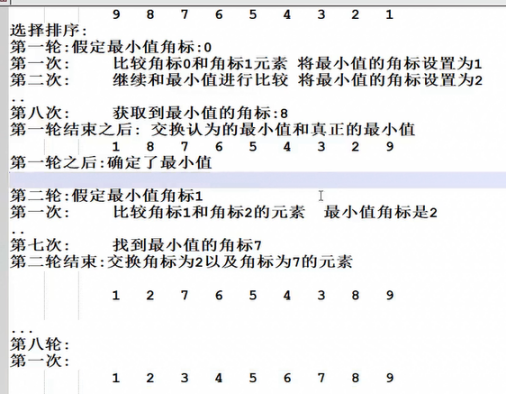 9 8 7 6 5 4 3 2 1
选择排序:
第一轮:假定最小值角标:0
第一次: 比较角标0和角标1元素 将最小值的角标设置为1
第二次: 继续和最小值进行比较 将最小值的角标设置为2
..
第八次: 获取到最小值的角标:8
第一轮结束之后: 交换认为的最小值和真正的最小值
1 8 7 6 5 4 3 2 9
第一轮之后:确定了最小值
第二轮:假定最小值角标1
第一次: 比较角标1和角标2的元素 最小值角标是2
..
第七次: 找到最小值的角标7
第二轮结束:交换角标为2以及角标为7的元素
1 2 7 6 5 4 3 8 9
...
第八轮:
第一次:
1 2 3 4 5 6 7 8 9